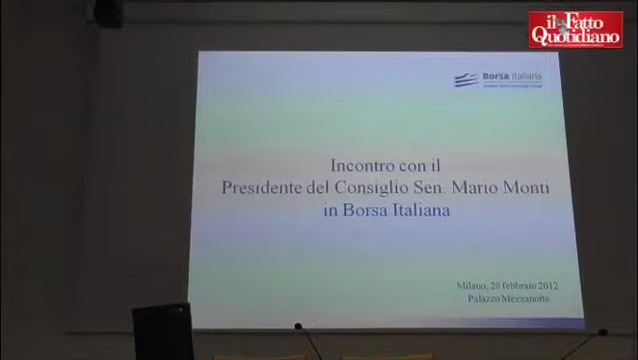 il Fatto
Quotidiano
Borsa Italiana
Incontro con il
Presidente del Consiglio Sen. Mario Monti
in Borsa Italiana
Milano, 20 febbraio 2012
Palazzo Mezzanotte